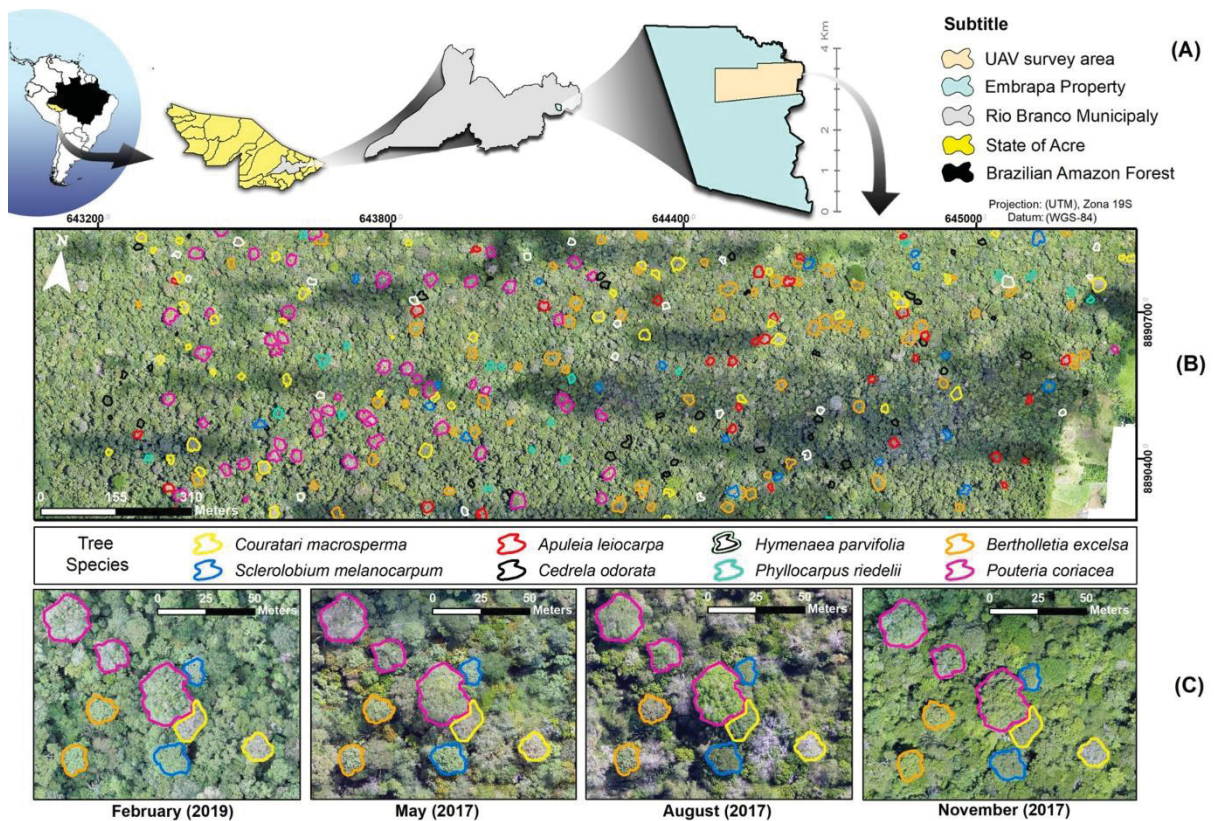 Subtitle
(A)
UAV survey area
Embrapa Property
Rio Branco Municipaly
State of Acre
Brazilian Amazon Forest
4 Km
3
2
1
0
Projection: (UTM), Zona 19S
Datum: (WGS-84)
643200
643800
644400
645000
N
8890700
8890400
(B)
0 155 310
Meters
Tree
Species
Couratari macrosperma
Apuleia leiocarpa
Hymenaea parvifolia
Bertholletia excelsa
Sclerolobium melanocarpum
Cedrela odorata
Phyllocarpus riedelii
Pouteria coriacea
0 25 50
Meters
0 25 50
Meters
0 25 50
Meters
0 25 50
Meters
(C)
February (2019)
May (2017)
August (2017)
November (2017)